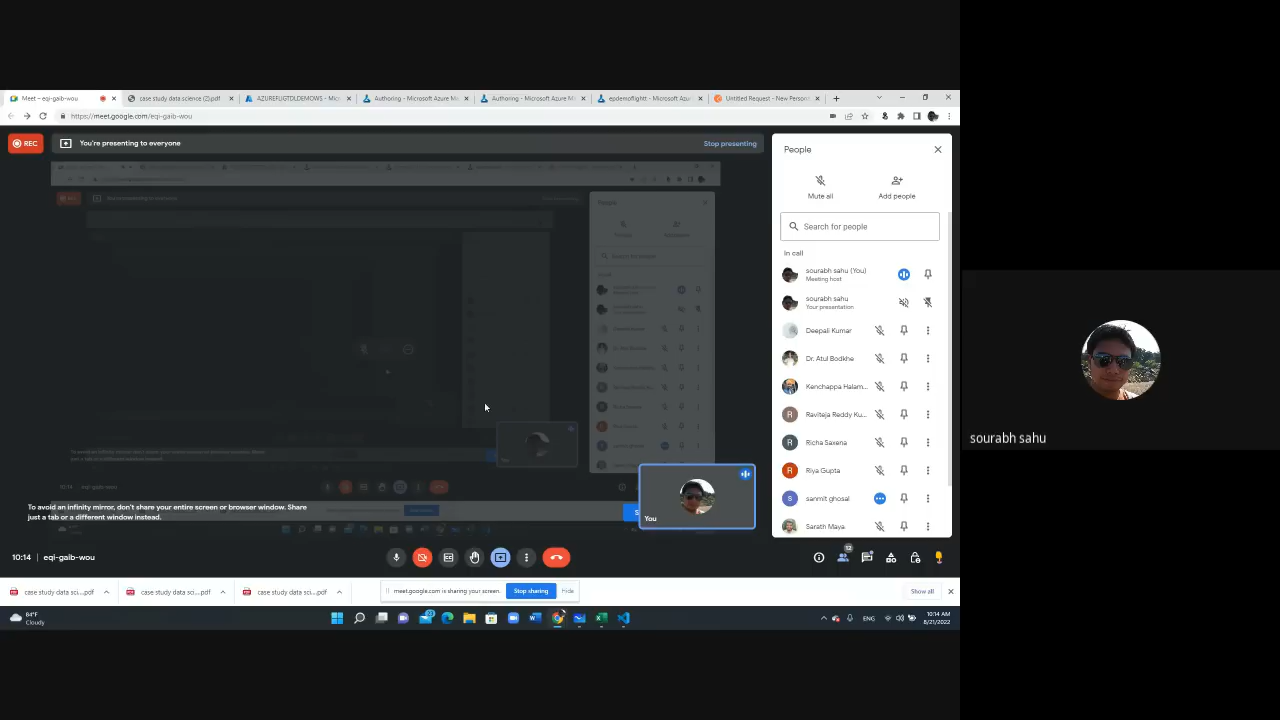 Meet – eqi-gaib-wou
case study data science (2).pdf
AZUREFLIGTDLDEMOWS - Micros
Authoring - Microsoft Azure Ma
Authoring - Microsoft Azure Ma
epdemoflightt - Microsoft Azur
Untitled Request - New Person
https://meet.google.com/eqi-gaib-wou
REC
You're presenting to everyone
Stop presenting
People
Mute all
Add people
Search for people
In call
sourabh sahu (You)
Meeting host
sourabh sahu
Your presentation
Deepali Kumar
Dr. Atul Bodkhe
Kenchappa Halam...
Raviteja Reddy Ku...
Richa Saxena
Riya Gupta
sanmit ghosal
Sarath Maya
You
To avoid an infinity mirror, don't share your entire screen or browser window. Share
just a tab or a different window instead.
10:14 | eqi-gaib-wou
12
case study data sci....pdf
case study data sci....pdf
case study data sci....pdf
meet.google.com is sharing your screen.
Stop sharing
Hide
Show all
84°F
Cloudy
ENG
10:14 AM
8/21/2022
sourabh sahu